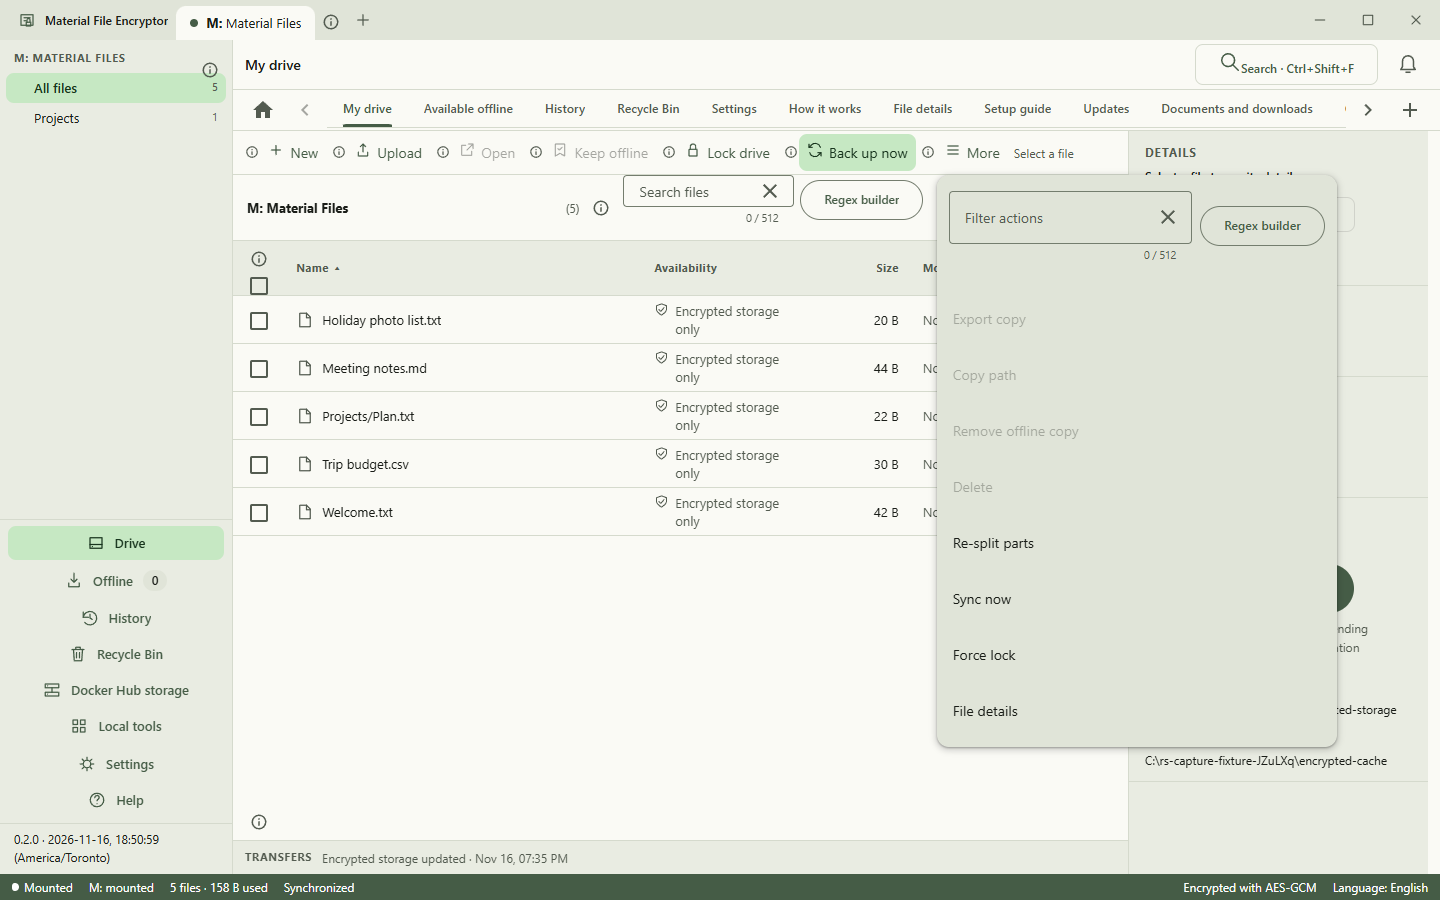 Material File Encryptor
M: Material Files
M: MATERIAL FILES
All files 5
Projects 1
My drive
Search · Ctrl+Shift+F
My drive
Available offline
History
Recycle Bin
Settings
How it works
File details
Setup guide
Updates
Documents and downloads
New
Upload
Open
Keep offline
Lock drive
Back up now
More
Select a file
DETAILS
M: Material Files
(5)
Search files
0 / 512
Regex builder
Filter actions
0 / 512
Regex builder
Name
Availability
Size
Holiday photo list.txt
Encrypted storage
only
20 B
Meeting notes.md
Encrypted storage
only
44 B
Projects/Plan.txt
Encrypted storage
only
22 B
Trip budget.csv
Encrypted storage
only
30 B
Welcome.txt
Encrypted storage
only
42 B
Export copy
Copy path
Remove offline copy
Delete
Re-split parts
Sync now
Force lock
File details
C:\rs-capture-fixture-JZuLXq\encrypted-cache
Drive
Offline 0
History
Recycle Bin
Docker Hub storage
Local tools
Settings
Help
0.2.0 · 2026-11-16, 18:50:59
(America/Toronto)
TRANSFERS Encrypted storage updated · Nov 16, 07:35 PM
Mounted
M: mounted
5 files · 158 B used
Synchronized
Encrypted with AES-GCM
Language: English